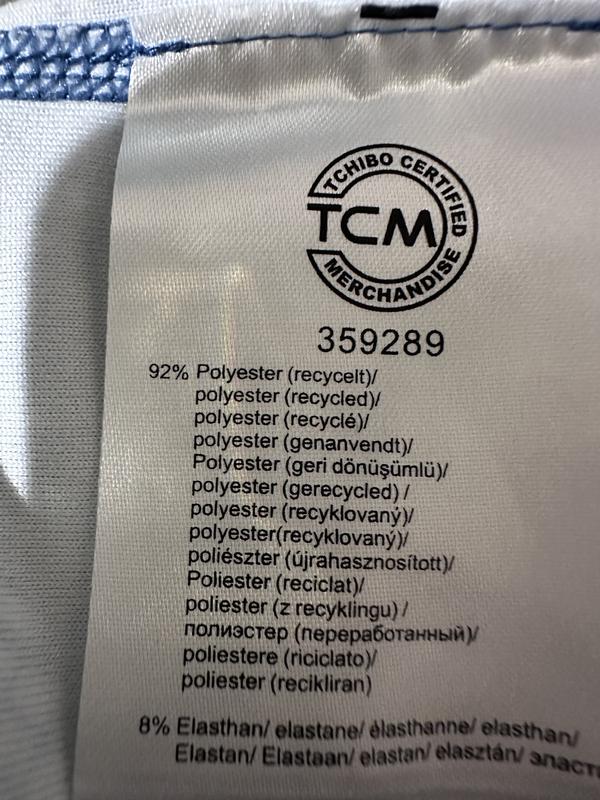 TCHIBO CERTIFIED
TCM
MERCHANDISE
359289
92% Polyester (recycelt)/
polyester (recycled)/
polyester (recyclé)/
polyester (genanvendt)/
Polyester (geri dönüşümlü)/
polyester (gerecycled) /
polyester (recyklovaný)/
polyester(recyklovaný)/
poliészter (újrahasznosított)/
Poliester (reciclat)/
poliester (z recyklingu) /
полиэстер (переработанный)/
poliestere (riciclato)/
poliester (recikliran)
8% Elasthan/ elastane/ élasthanne/ elasthan/
Elastan/ Elastaan/ elastan/ elasztán/